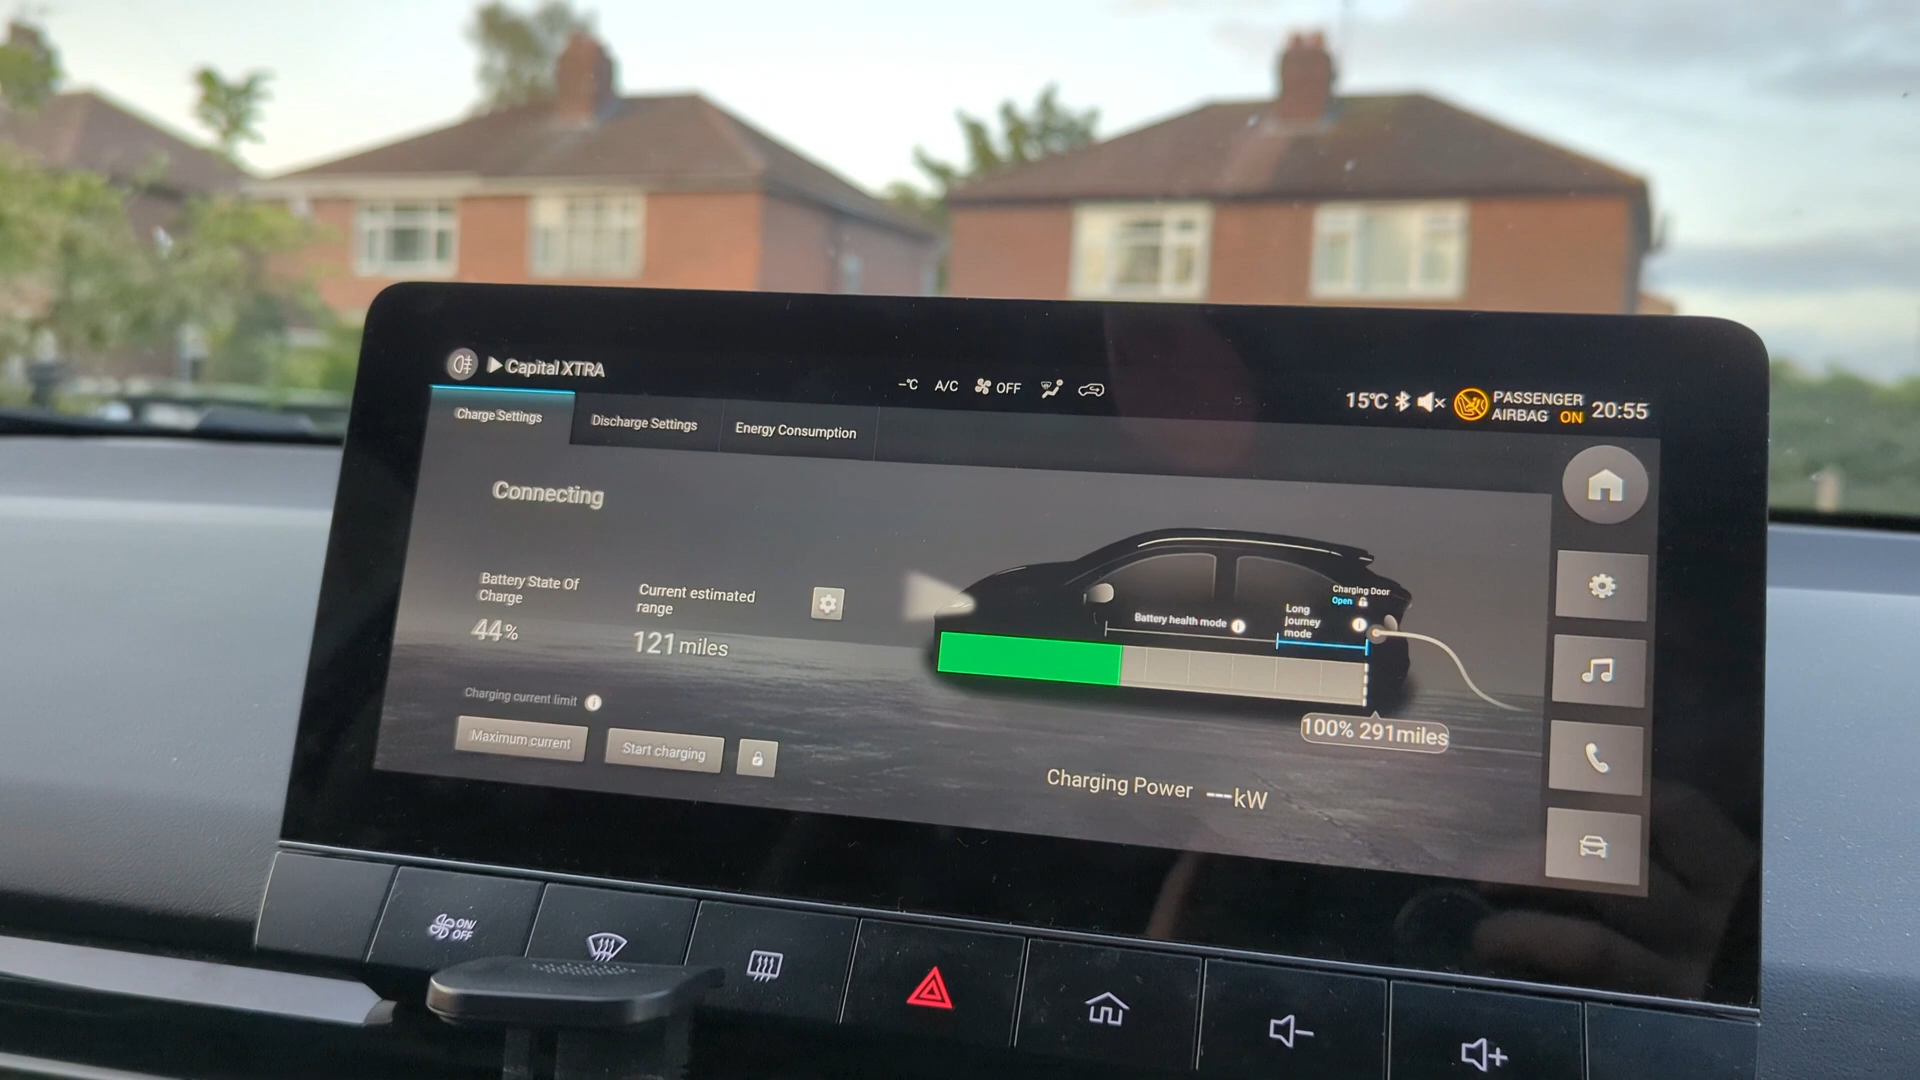 Capital XTRA
--°C A/C OFF
15°C PASSENGER
AIRBAG ON 20:55
Charge Settings
Discharge Settings
Energy Consumption
Connecting
Battery State Of
Charge
44%
Current estimated
range
121 miles
Charging Door
Open
Battery health mode
Long
journey
mode
100% 291miles
Charging current limit
Maximum current
Start charging
Charging Power ---kW
ON/
OFF